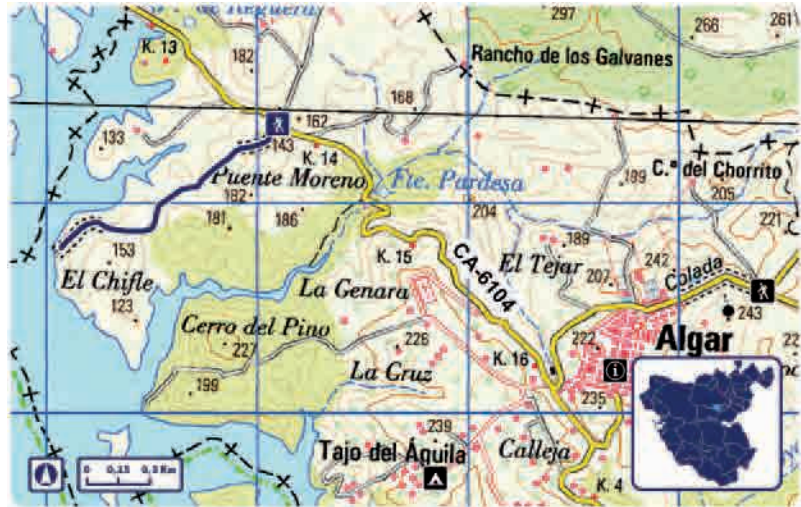 297
266
261
K. 13
182
Rancho de los Galvanes
168
162
133
143
K. 14
Puente Moreno
Fte. Pardesa
199
C.ª del Chorrito
205
182
181
186
204
221
153
El Chifle
K. 15
CA-6104
El Tejar
189
207
242
Colada
123
La Genara
243
Cerro del Pino
227
226
222
Algar
199
La Cruz
K. 16
235
239
Tajo del Águila
Calleja
K. 4
0 0,25 0,5 Km